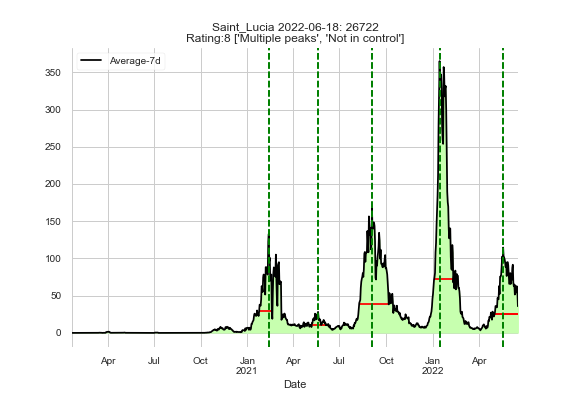 Saint_Lucia 2022-06-18: 26722
Rating:8 ['Multiple peaks', 'Not in control']
Average-7d
350
300
250
200
150
100
50
0
Apr Jul Oct Jan Apr Jul Oct Jan Apr
2021 2022
Date